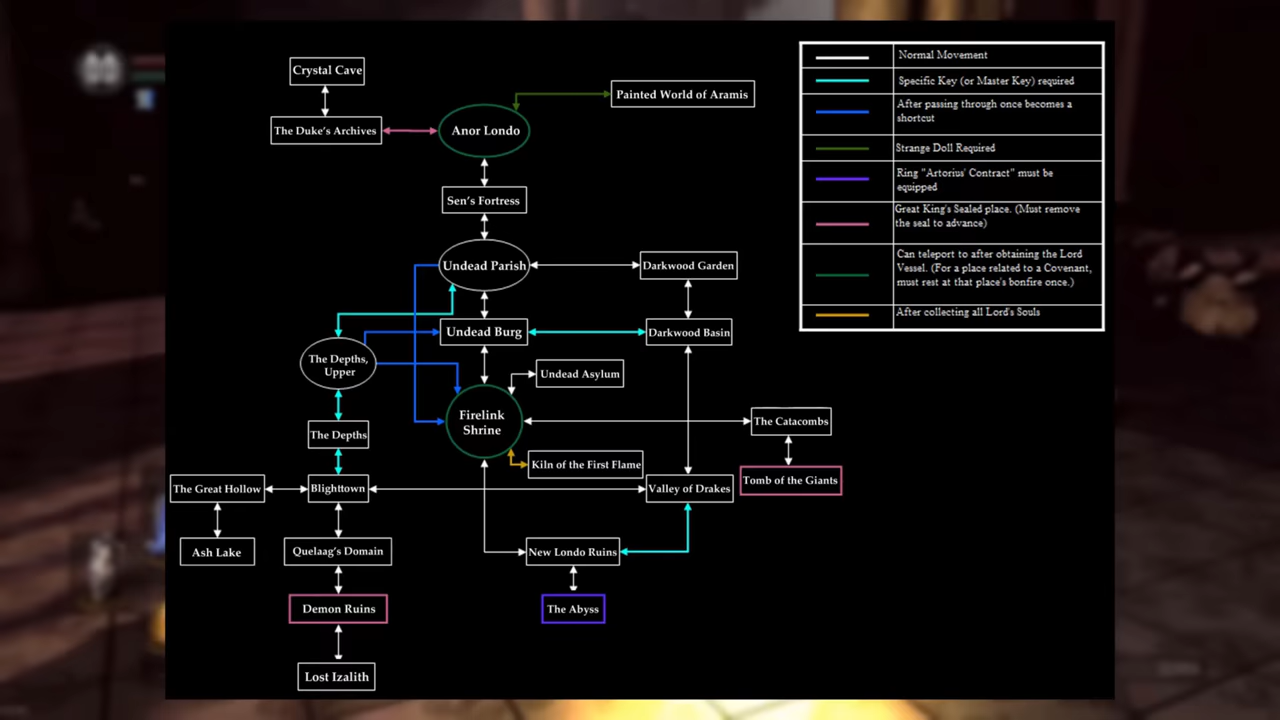 Crystal Cave
Painted World of Aramis
The Duke's Archives
Anor Londo
Sen's Fortress
Undead Parish
Darkwood Garden
Undead Burg
Darkwood Basin
The Depths,
Upper
Undead Asylum
Firelink
Shrine
The Catacombs
The Depths
Kiln of the First Flame
Tomb of the Giants
The Great Hollow
Blighttown
Valley of Drakes
Ash Lake
Quelaag's Domain
New Londo Ruins
Demon Ruins
The Abyss
Lost Izalith
Normal Movement
Specific Key (or Master Key) required
After passing through once becomes a
shortcut
Strange Doll Required
Ring "Artorius' Contract" must be
equipped
Great King's Sealed place. (Must remove
the seal to advance)
Can teleport to after obtaining the Lord
Vessel. (For a place related to a Covenant,
must rest at that place's bonfire once.)
After collecting all Lord's Souls